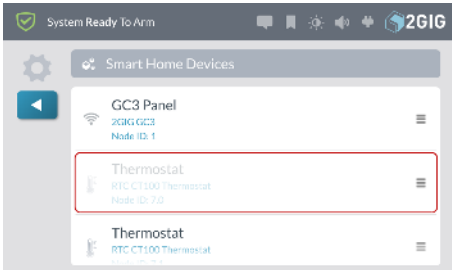 System Ready To Arm
2GIG
Smart Home Devices
GC3 Panel
2GIG GC3
Node ID: 1
Thermostat
RTC CT100 Thermostat
Node ID: 7.0
Thermostat
RTC CT100 Thermostat